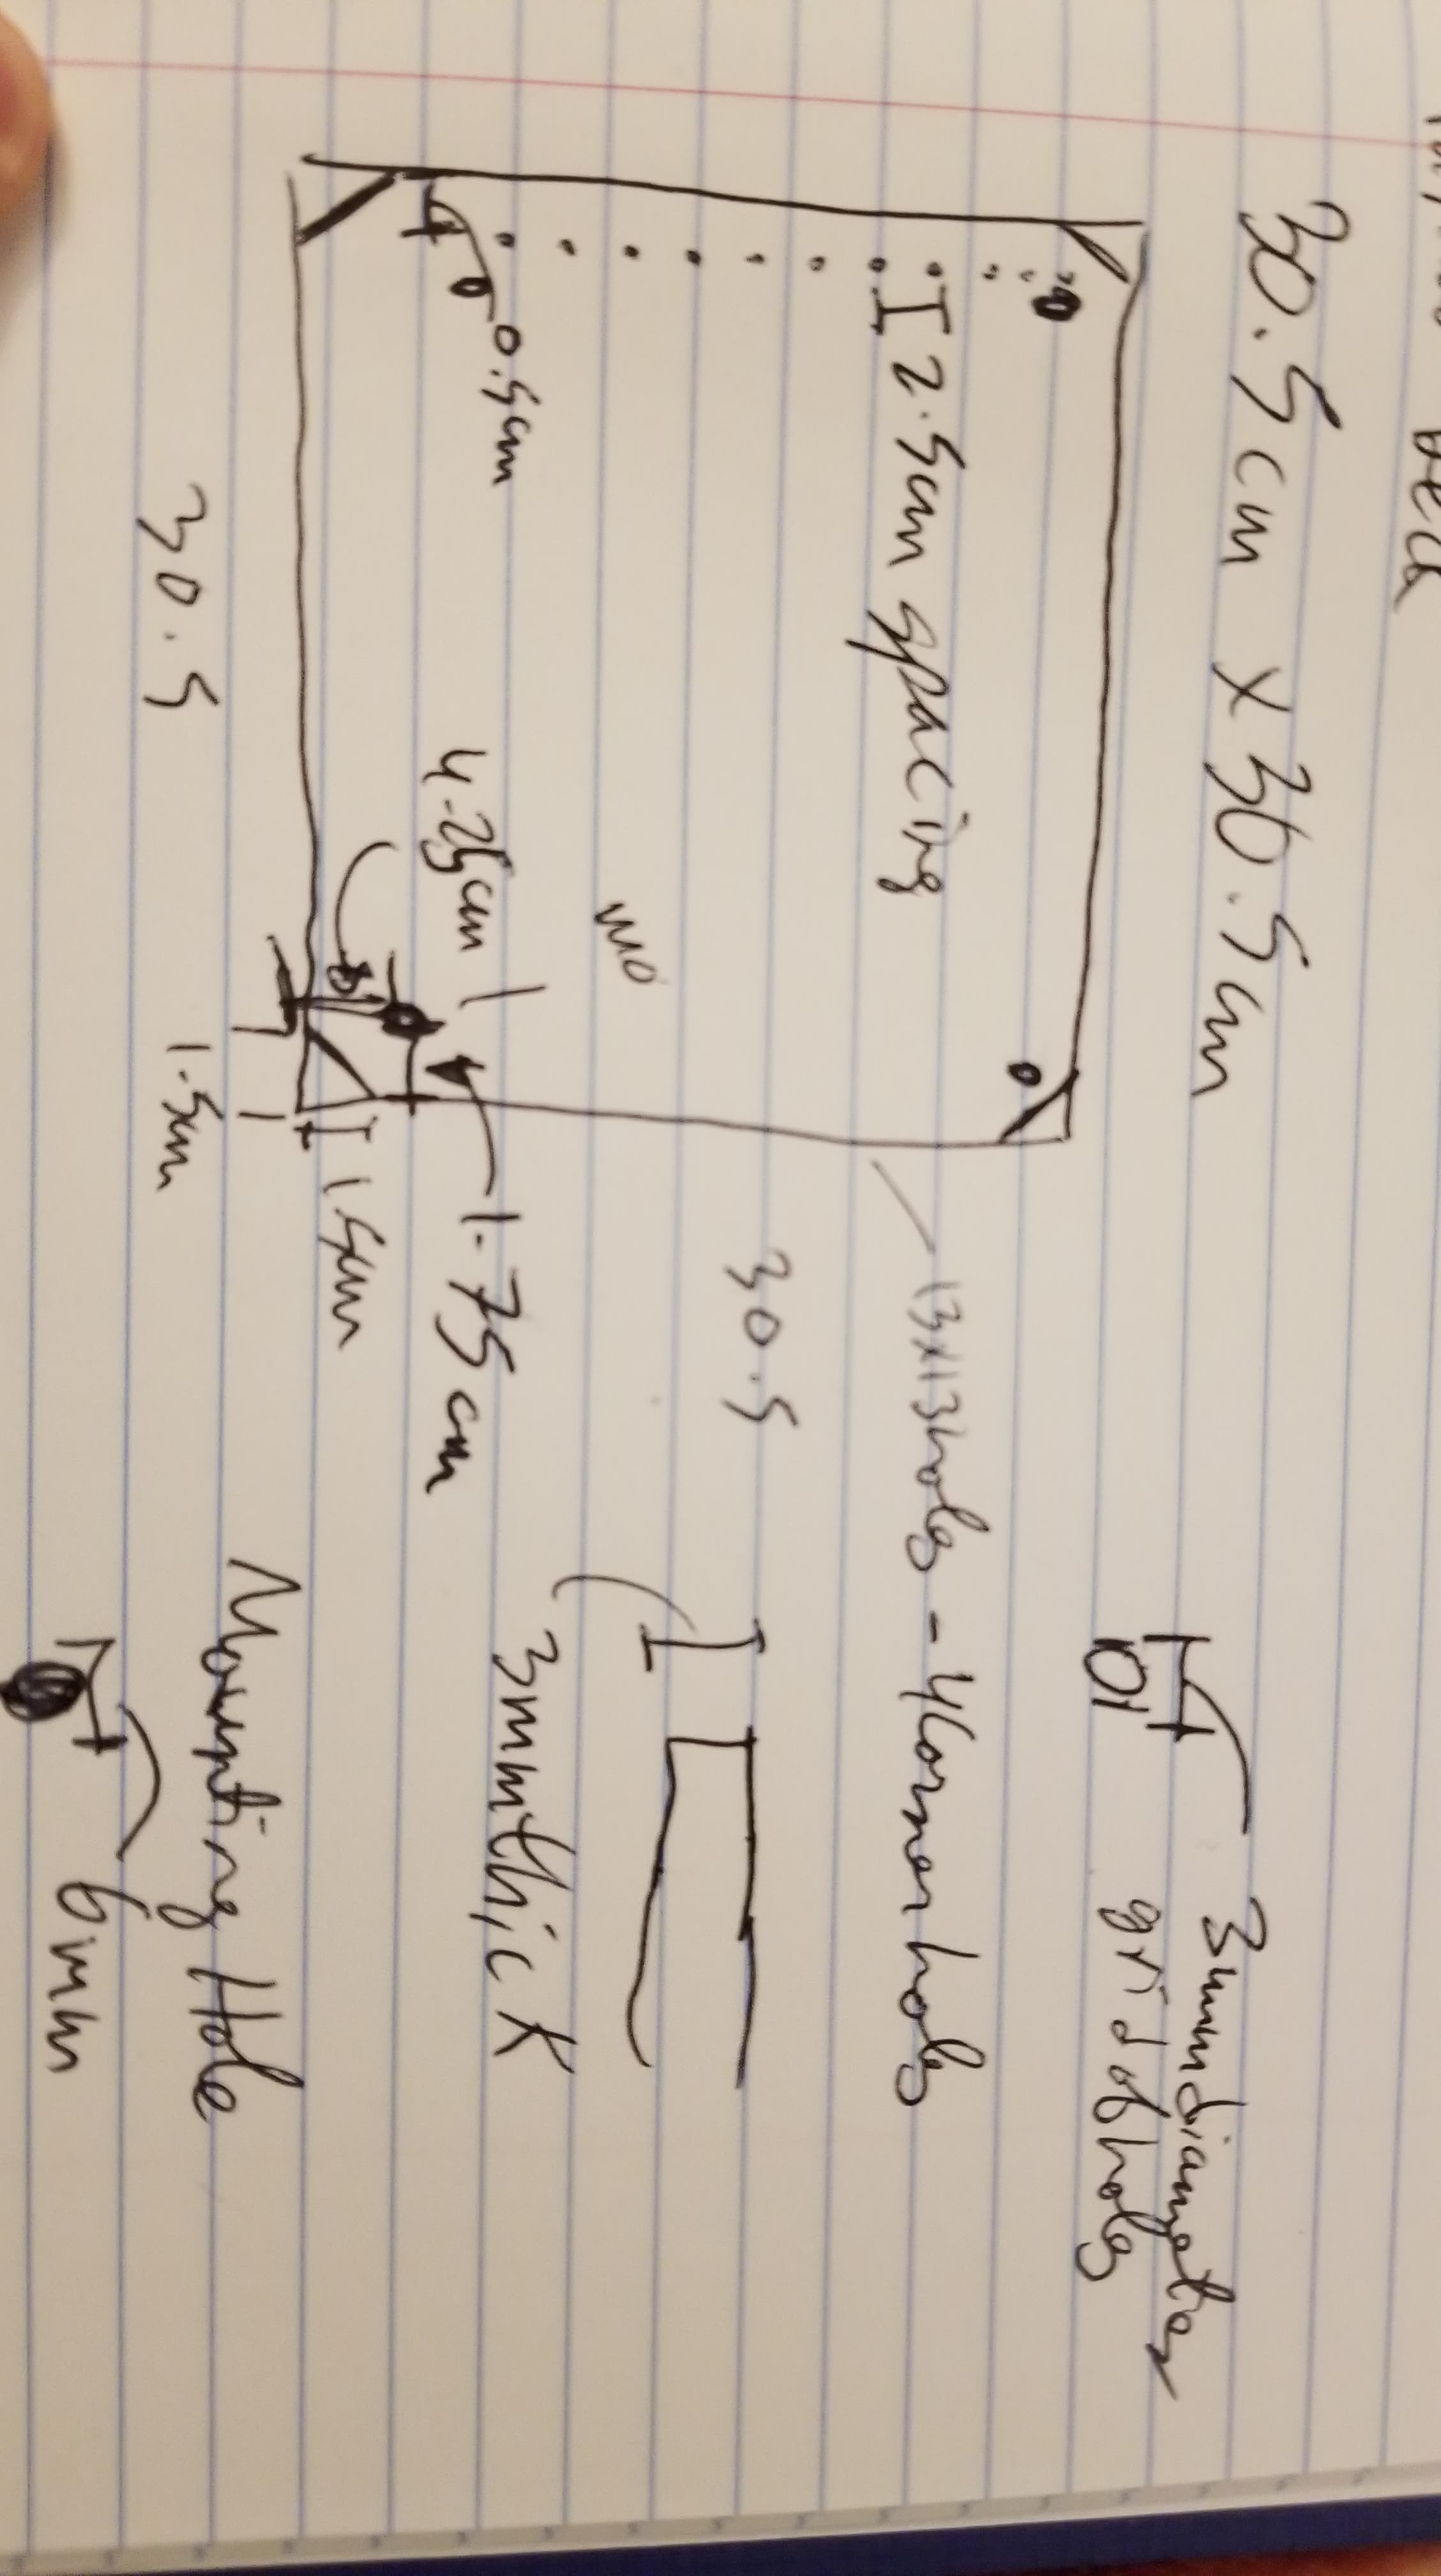 Deck
30.5cm x 30.5cm
3mm diameter
grid of holes
2.5cm spacing
13x13 holes - 4 Corner holes
30.5
mo
3mm thick
0.5cm
4.25cm
1.75cm
1.5cm
30.5
1.5cm
Mounting Hole
6mm